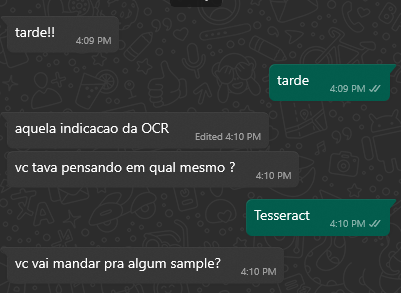 tarde!!
4:09 PM
tarde
4:09 PM
aquela indicacao da OCR
Edited 4:10 PM
vc tava pensando em qual mesmo ?
4:10 PM
Tesseract
4:10 PM
vc vai mandar pra algum sample?
4:10 PM